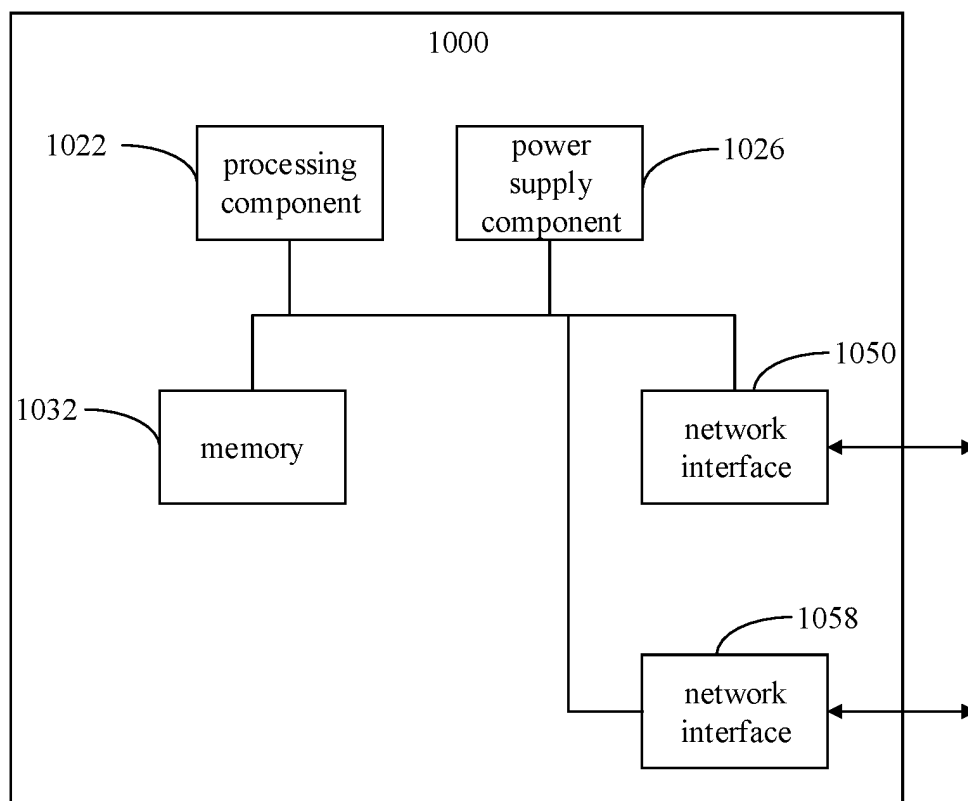 1000
1022
processing
component
power
supply
component
1026
1050
1032
memory
network
interface
1058
network
interface